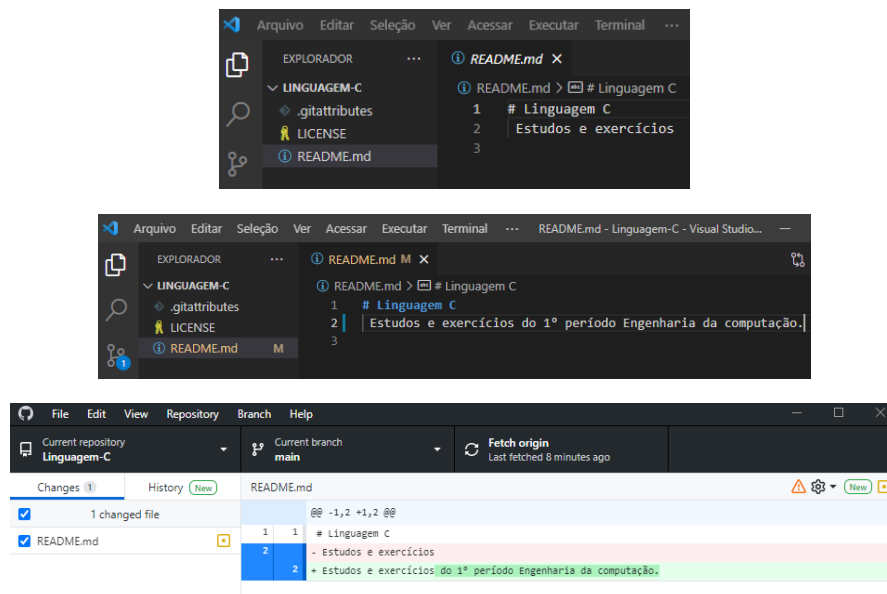 Arquivo Editar Seleção Ver Acessar Executar Terminal ···
EXPLORADOR ··· README.md
LINGUAGEM-C README.md > # Linguagem C
.gitattributes 1 # Linguagem C
LICENSE 2 Estudos e exercícios
README.md 3
Arquivo Editar Seleção Ver Acessar Executar Terminal ··· README.md - Linguagem-C - Visual Studio...
EXPLORADOR ··· README.md M
LINGUAGEM-C README.md > # Linguagem C
.gitattributes 1 # Linguagem C
LICENSE 2 Estudos e exercícios do 1º período Engenharia da computação.
README.md M 3
1
File Edit View Repository Branch Help
Current repository Current branch Fetch origin
Linguagem-C main Last fetched 8 minutes ago
Changes 1 History New README.md New
1 changed file @@ -1,2 +1,2 @@
README.md 1 1 # Linguagem C
2 - Estudos e exercícios
2 + Estudos e exercícios do 1º período Engenharia da computação.